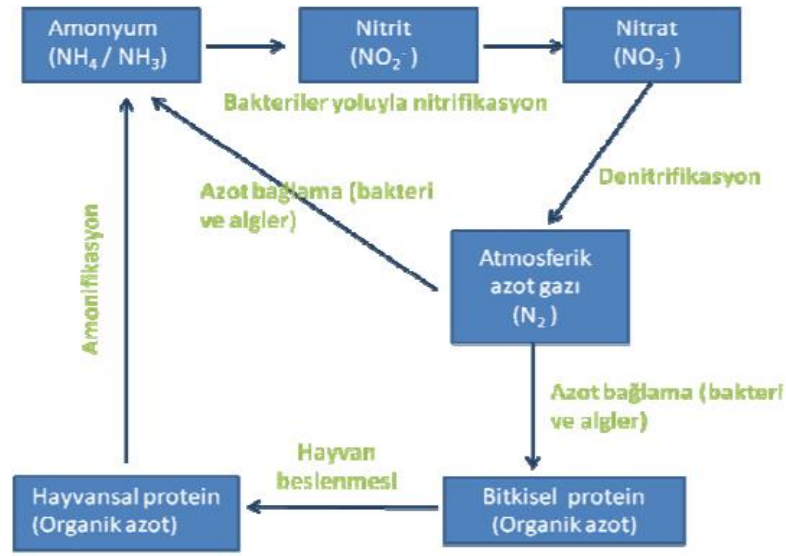 Amonyum
(NH₄ / NH₃)
Nitrit
(NO₂⁻)
Nitrat
(NO₃⁻)
Bakteriler yoluyla nitrifikasyon
Azot bağlama (bakteri
ve algler)
Denitrifikasyon
Amonifikasyon
Atmosferik
azot gazı
(N₂ )
Azot bağlama (bakteri
ve algler)
Hayvan
beslenmesi
Hayvansal protein
(Organik azot)
Bitkisel protein
(Organik azot)